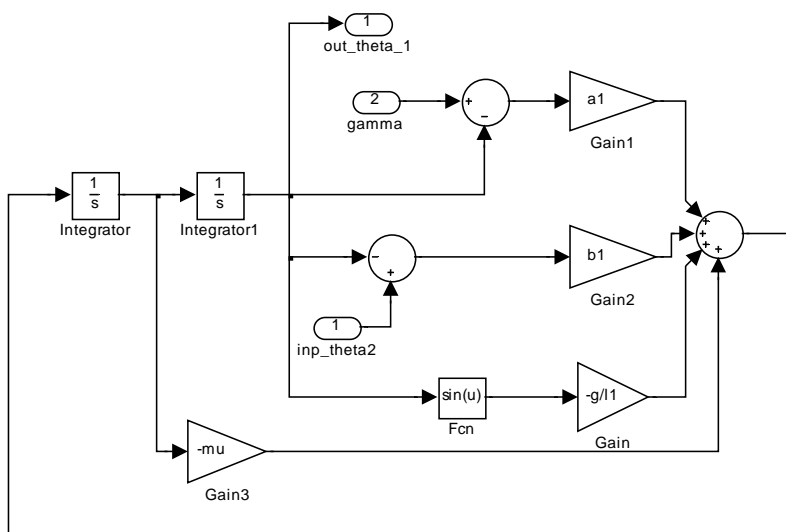 1
out_theta_1
2
gamma
+
−
a1
Gain1
1
s
Integrator
1
s
Integrator1
−
+
b1
Gain2
+
+
+
+
1
inp_theta2
sin(u)
Fcn
-g/l1
Gain
-mu
Gain3